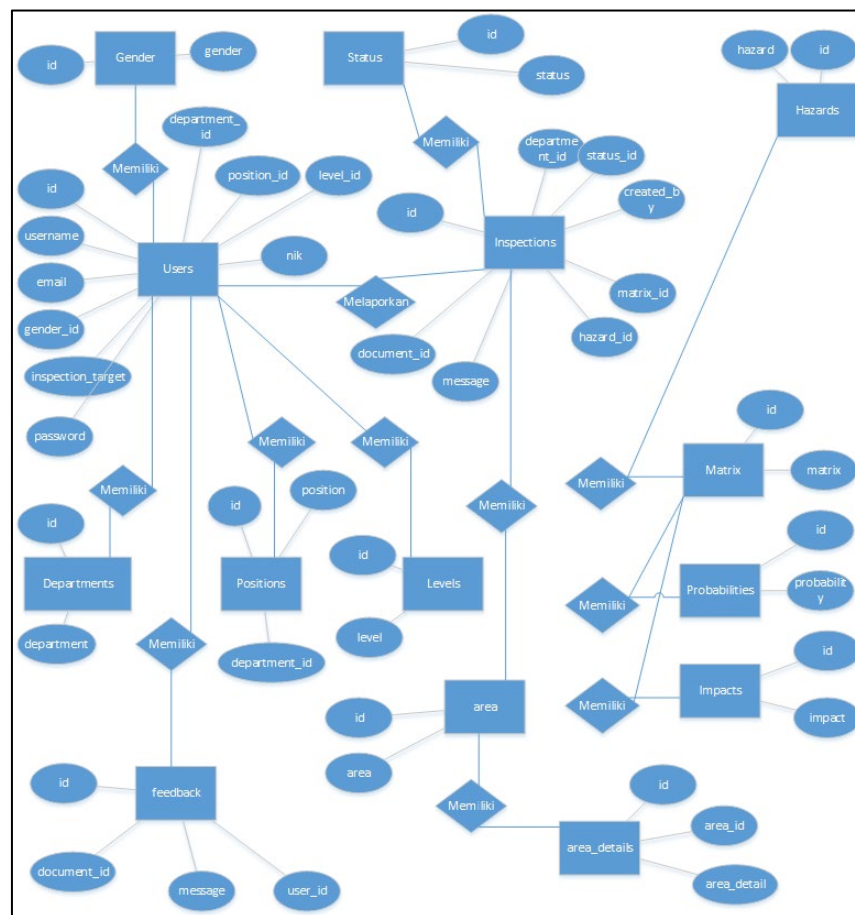 id
Gender
gender
Status
id
status
hazard
id
Hazards
department_
id
Memiliki
Memiliki
departme
nt_id
status_id
created_b
y
id
position_id
level_id
id
username
Users
nik
Inspections
email
Melaporkan
matrix_id
gender_id
document_id
hazard_id
inspection_target
message
password
Memiliki
Memiliki
id
Memiliki
Matrix
matrix
Memiliki
Memiliki
id
id
position
id
Departments
Positions
id
Levels
Memiliki
Probabilities
id
probabilit
y
department
Memiliki
department_id
level
id
Memiliki
Impacts
impact
id
area
area
id
feedback
Memiliki
id
area_details
area_id
document_id
message
user_id
area_detail